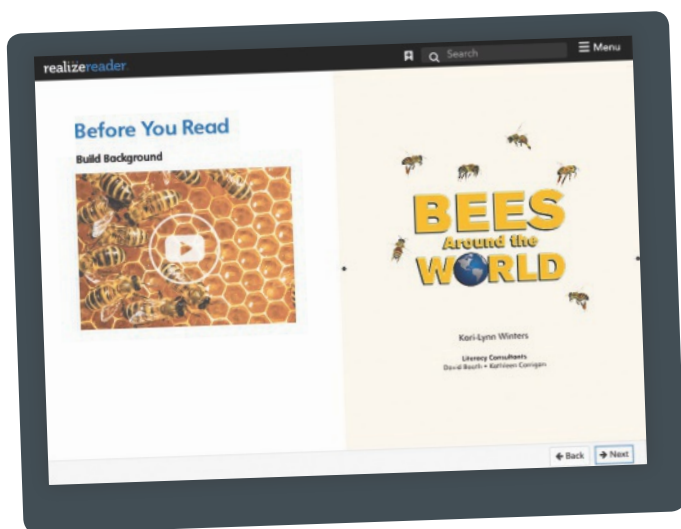 realizereader
Search
Menu
Before You Read
Build Background
BEES
Around the
WORLD
Kari-Lynn Winters
Literacy Consultants
David Booth • Kathleen Corrigan
Back
Next